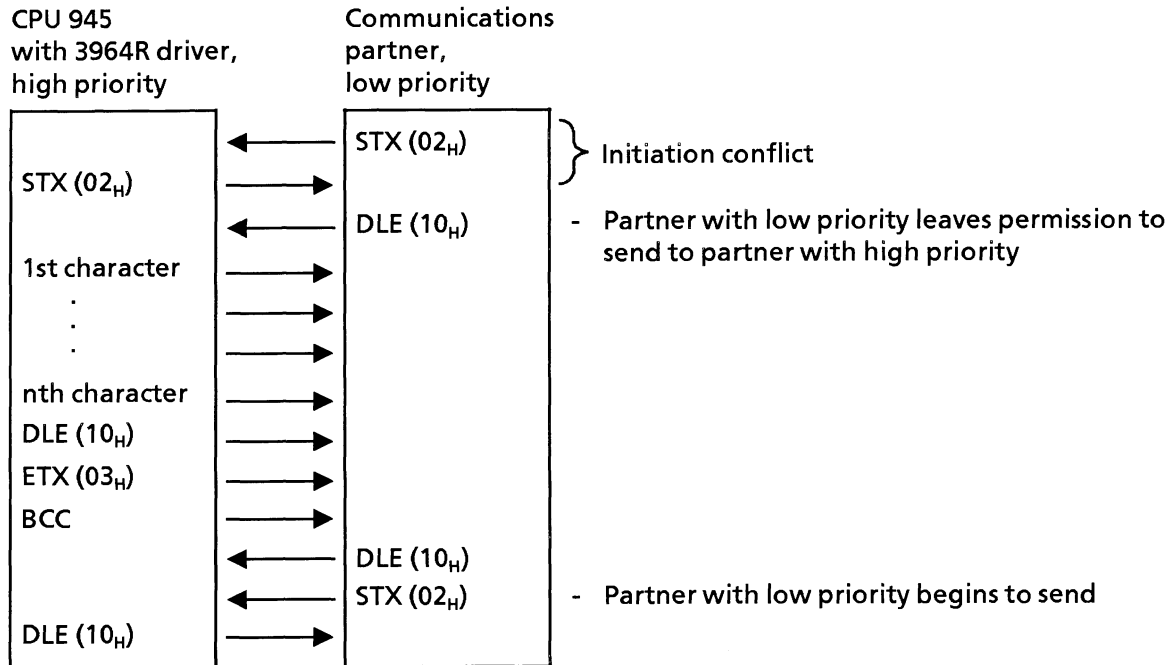 CPU 945
with 3964R driver,
high priority
Communications
partner,
low priority
STX (02H)
Initiation conflict
STX (02H)
DLE (10H)
- Partner with low priority leaves permission to
send to partner with high priority
1st character
.
.
.
nth character
DLE (10H)
ETX (03H)
BCC
DLE (10H)
STX (02H)
- Partner with low priority begins to send
DLE (10H)